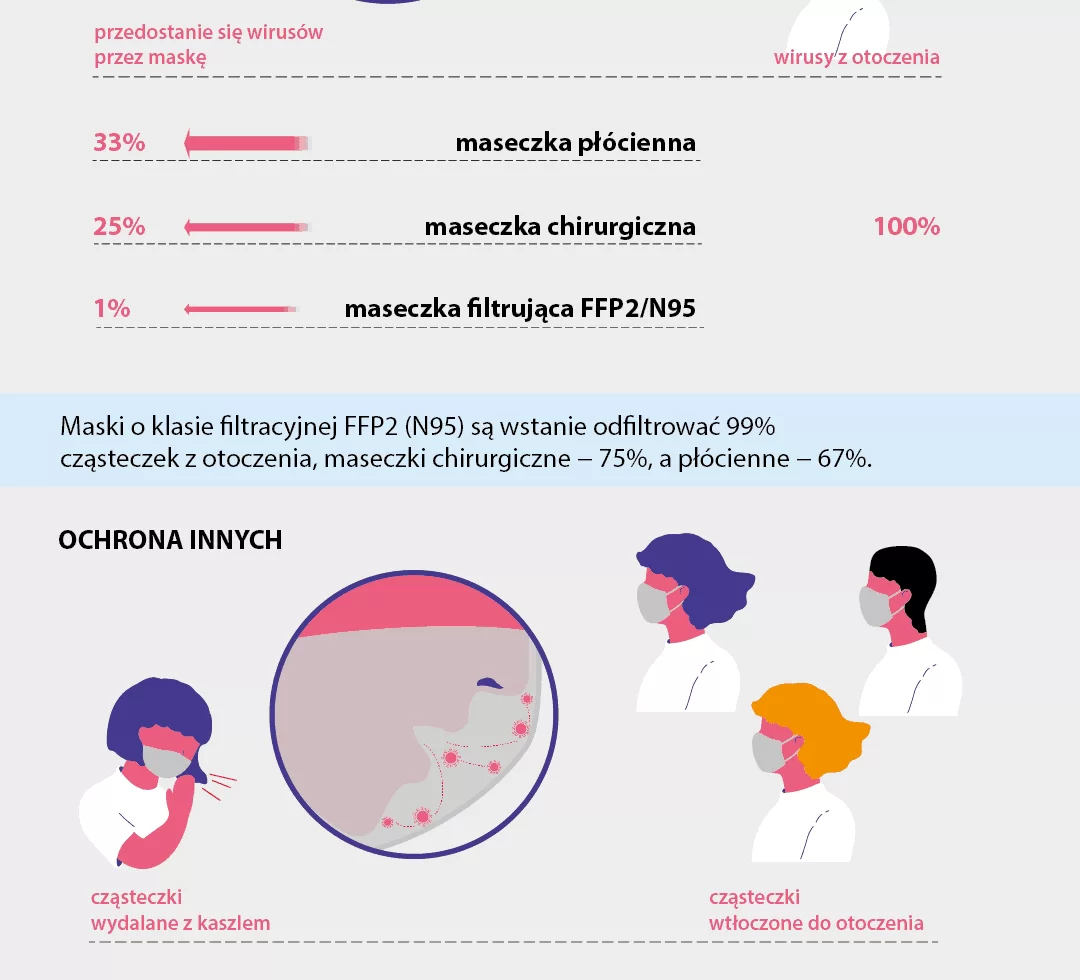 przedostanie się wirusów
przez maskę
wirusy z otoczenia
33%
maseczka płócienna
25%
maseczka chirurgiczna
100%
1%
maseczka filtrująca FFP2/N95
Maski o klasie filtracyjnej FFP2 (N95) są wstanie odfiltrować 99%
cząsteczek z otoczenia, maseczki chirurgiczne – 75%, a płócienne – 67%.
OCHRONA INNYCH
cząsteczki
wydalane z kaszlem
cząsteczki
wtłoczone do otoczenia